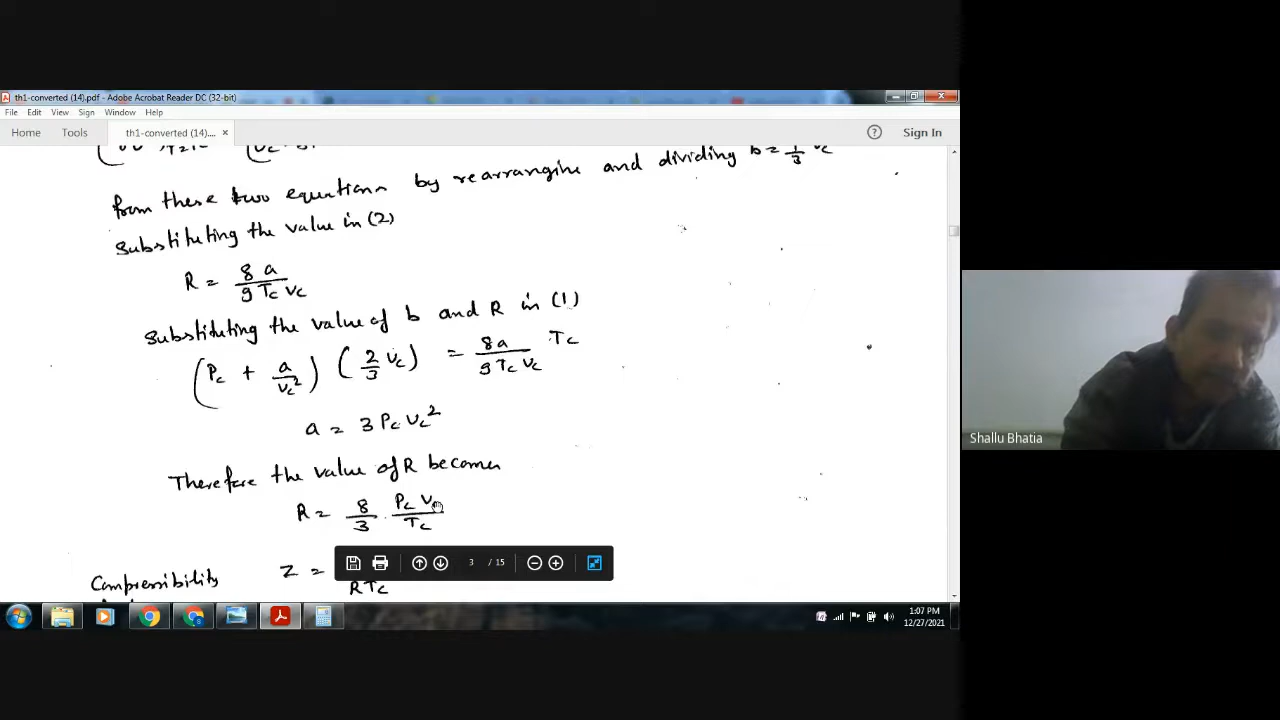 th1-converted (14).pdf - Adobe Acrobat Reader DC (32-bit)
File Edit View Sign Window Help
Home Tools th1-converted (14).... × ? Sign In
from these two equations by rearranging and dividing b = 1/3 Vc
Substituting the value in (2)
R = 8 a / 9 Tc Vc
Substituting the value of b and R in (1)
(Pc + a/Vc²) (2/3 Vc) = 8a / 9 Tc Vc Tc
a = 3 Pc Vc²
Therefore the value of R becomes
R = 8/3 · Pc V / Tc
3 / 15
Compressibility Z =
RTc
Shallu Bhatia
1:07 PM
12/27/2021